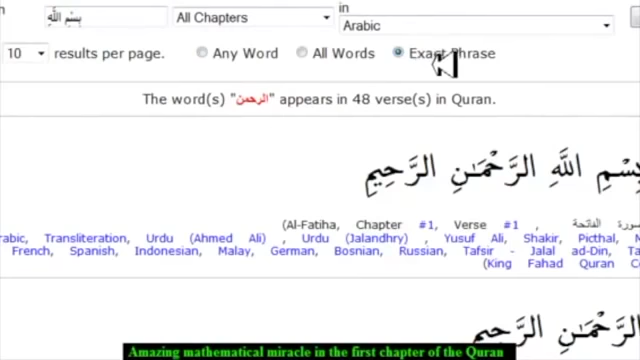 in
بِسْمِ اللَّهِ All Chapters Arabic
10 results per page. Any Word All Words Exact Phrase
The word(s) "الرحمن" appears in 48 verse(s) in Quran.
بِسْمِ اللَّهِ الرَّحْمَٰنِ الرَّحِيمِ
(Al-Fatiha, Chapter #1, Verse #1 , سورة الفاتحة
Transliteration, Urdu (Ahmed Ali) , Urdu (Jalandhry) , Yusuf Ali, Shakir, Picthal,
French, Spanish, Indonesian, Malay, German, Bosnian, Russian, Tafsir - Jalal ad-Din,
(King Fahad Quran
الرَّحْمَٰنِ الرَّحِيمِ
Amazing mathematical miracle in the first chapter of the Quran